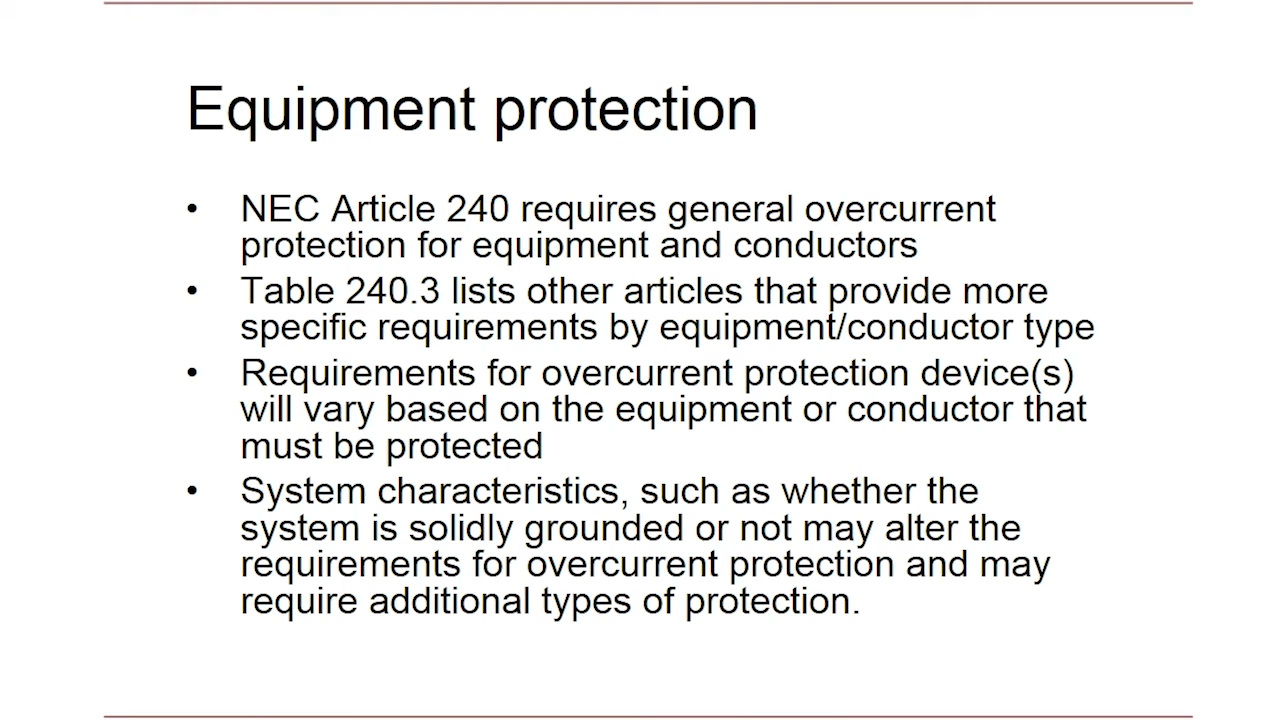 Equipment protection
• NEC Article 240 requires general overcurrent
protection for equipment and conductors
• Table 240.3 lists other articles that provide more
specific requirements by equipment/conductor type
• Requirements for overcurrent protection device(s)
will vary based on the equipment or conductor that
must be protected
• System characteristics, such as whether the
system is solidly grounded or not may alter the
requirements for overcurrent protection and may
require additional types of protection.